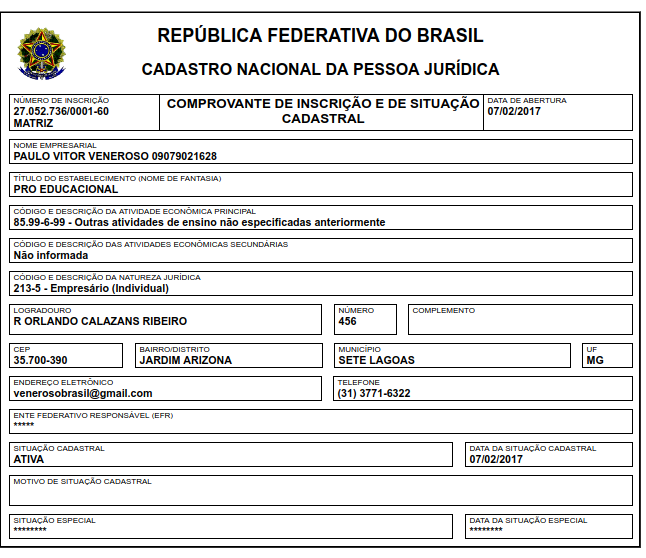 REPÚBLICA FEDERATIVA DO BRASIL
CADASTRO NACIONAL DA PESSOA JURÍDICA
NÚMERO DE INSCRIÇÃO
27.052.736/0001-60
MATRIZ
COMPROVANTE DE INSCRIÇÃO E DE SITUAÇÃO
CADASTRAL
DATA DE ABERTURA
07/02/2017
NOME EMPRESARIAL
PAULO VITOR VENEROSO 09079021628
TÍTULO DO ESTABELECIMENTO (NOME DE FANTASIA)
PRO EDUCACIONAL
CÓDIGO E DESCRIÇÃO DA ATIVIDADE ECONÔMICA PRINCIPAL
85.99-6-99 - Outras atividades de ensino não especificadas anteriormente
CÓDIGO E DESCRIÇÃO DAS ATIVIDADES ECONÔMICAS SECUNDÁRIAS
Não informada
CÓDIGO E DESCRIÇÃO DA NATUREZA JURÍDICA
213-5 - Empresário (Individual)
LOGRADOURO
R ORLANDO CALAZANS RIBEIRO
NÚMERO
456
COMPLEMENTO
CEP
35.700-390
BAIRRO/DISTRITO
JARDIM ARIZONA
MUNICÍPIO
SETE LAGOAS
UF
MG
ENDEREÇO ELETRÔNICO
venerosobrasil@gmail.com
TELEFONE
(31) 3771-6322
ENTE FEDERATIVO RESPONSÁVEL (EFR)
*****
SITUAÇÃO CADASTRAL
ATIVA
DATA DA SITUAÇÃO CADASTRAL
07/02/2017
MOTIVO DE SITUAÇÃO CADASTRAL
SITUAÇÃO ESPECIAL
********
DATA DA SITUAÇÃO ESPECIAL
********